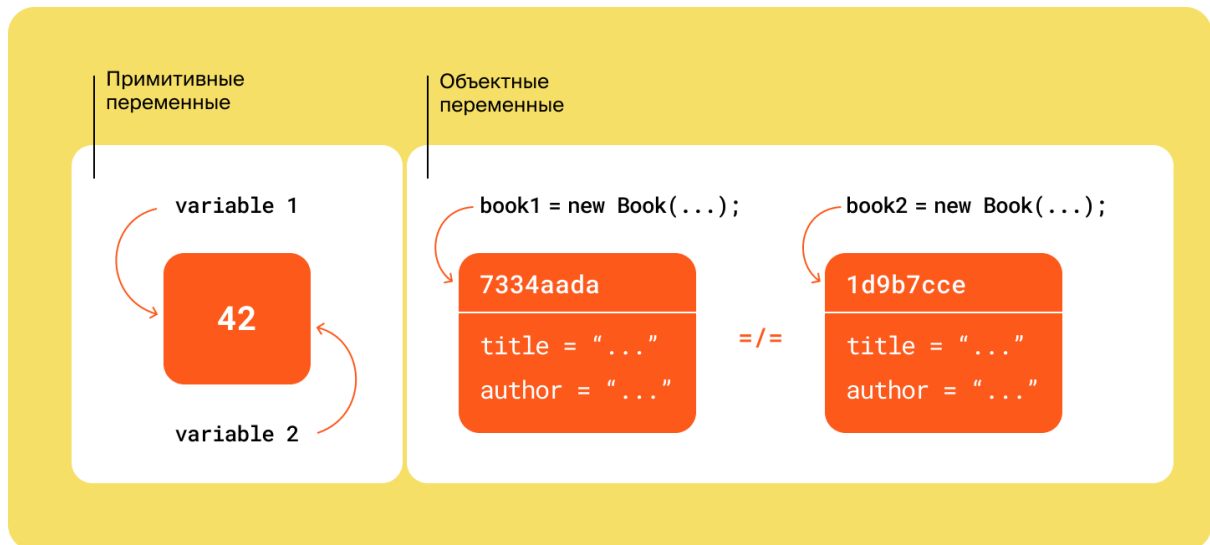 Примитивные
переменные
Объектные
переменные
variable 1
42
variable 2
book1 = new Book(...);
7334aada
title = “...”
author = “...”
=/=
book2 = new Book(...);
1d9b7cce
title = “...”
author = “...”